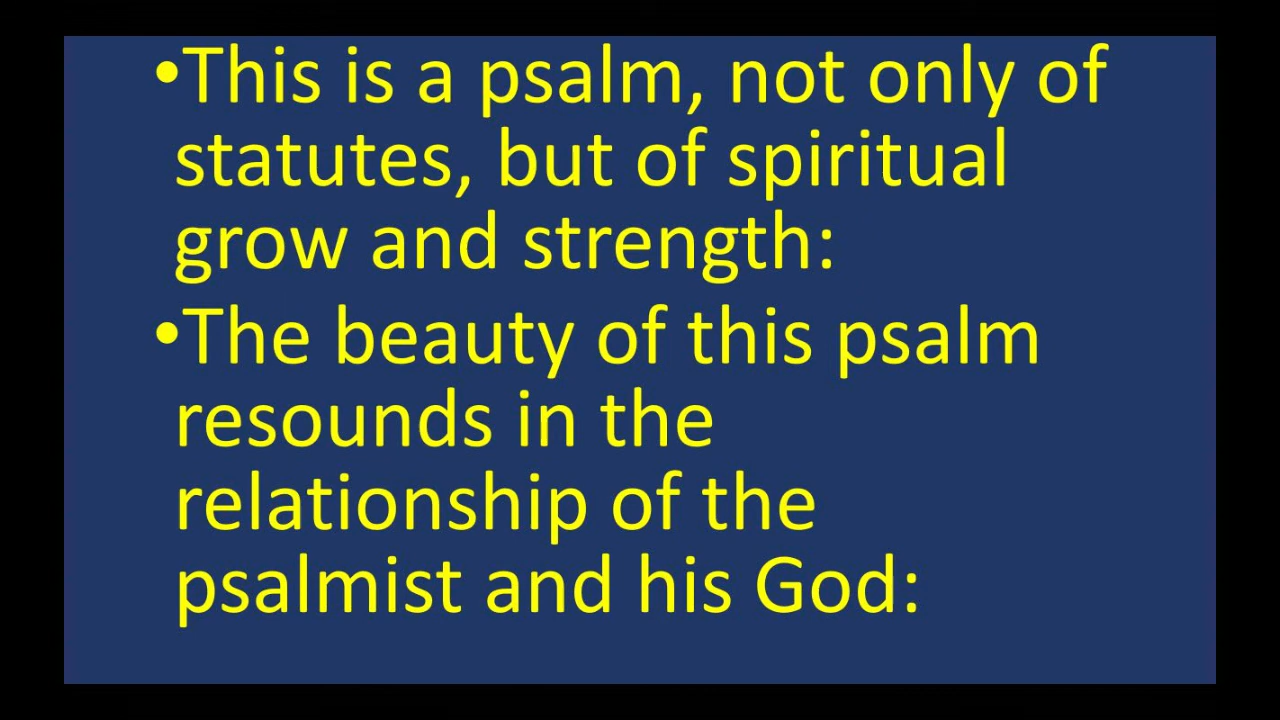 •This is a psalm, not only of
statutes, but of spiritual
grow and strength:
•The beauty of this psalm
resounds in the
relationship of the
psalmist and his God: